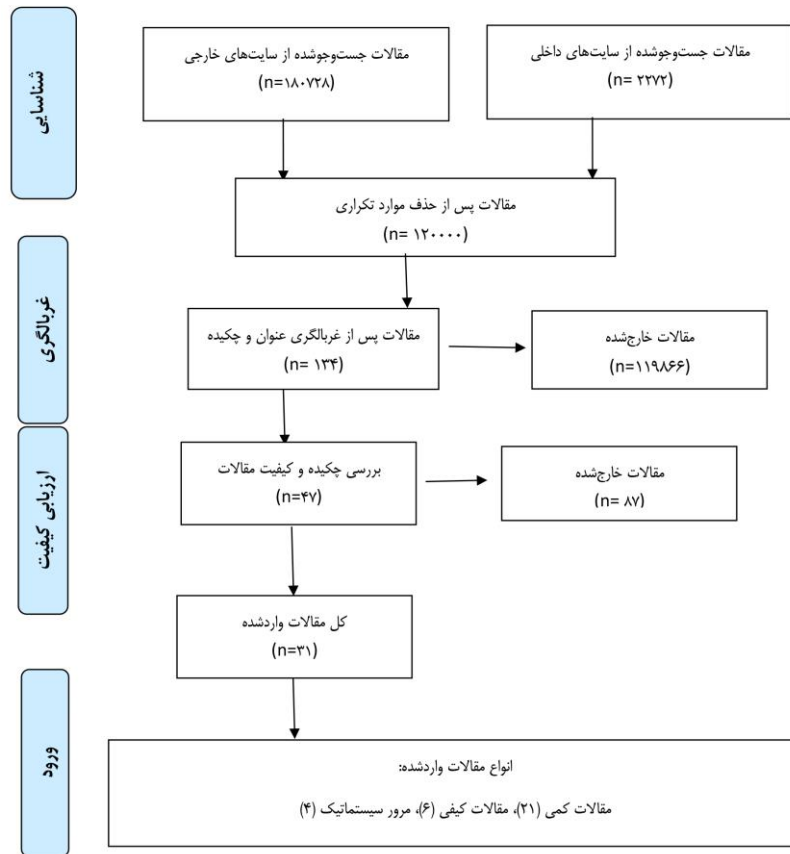 شناسایی
مقالات جست‌وجوشده از سایت‌های داخلی
(n= ۲۲۷۲)
مقالات جست‌وجوشده از سایت‌های خارجی
(n=۱۸۰۷۲۸)
مقالات پس از حذف موارد تکراری
(n= ۱۲۰۰۰۰)
غربالگری
مقالات پس از غربالگری عنوان و چکیده
(n= ۱۳۴)
مقالات خارج‌شده
(n=۱۱۹۸۶۶)
ارزیابی کیفیت
بررسی چکیده و کیفیت مقالات
(n=۴۷)
مقالات خارج‌شده
(n= ۸۷)
کل مقالات واردشده
(n=۳۱)
ورود
انواع مقالات واردشده:
مقالات کمی (۲۱)، مقالات کیفی (۶)، مرور سیستماتیک (۴)